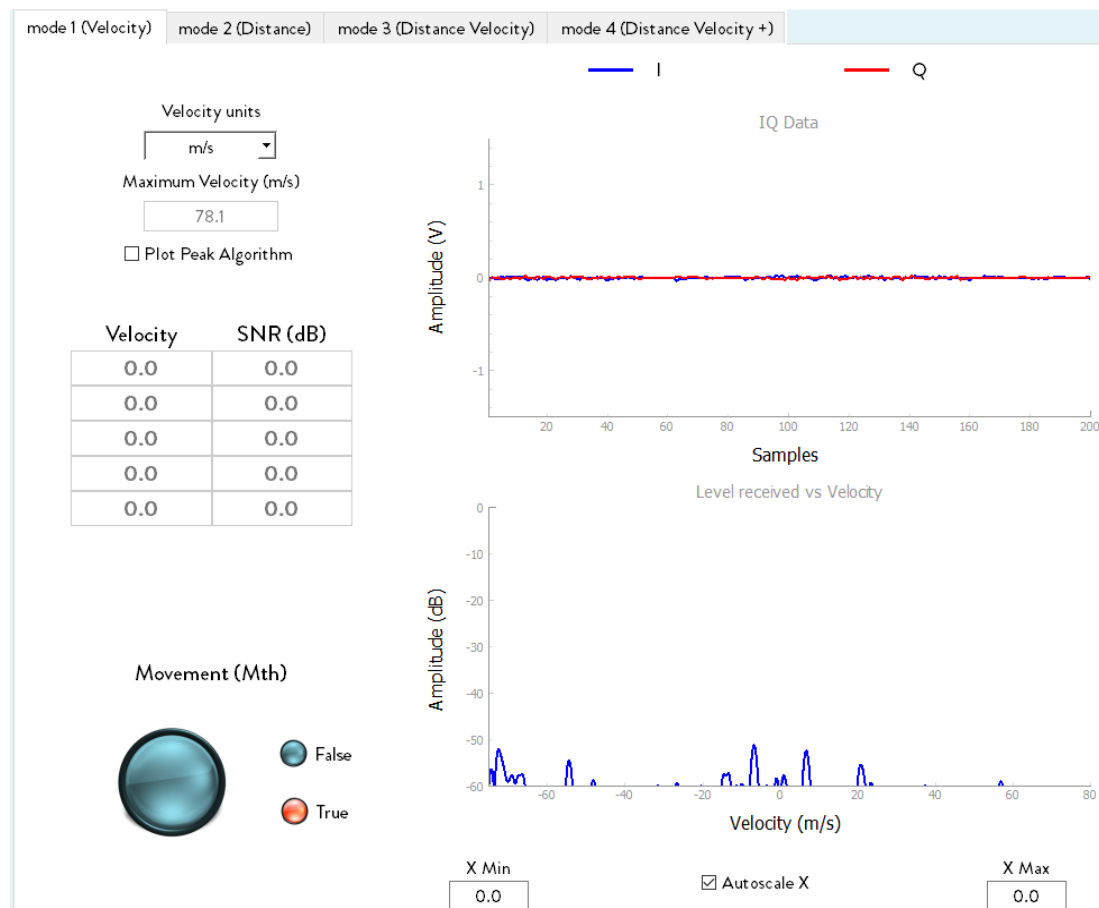 mode 1 (Velocity) mode 2 (Distance) mode 3 (Distance Velocity) mode 4 (Distance Velocity +)
I Q
Velocity units
m/s
Maximum Velocity (m/s)
78.1
Plot Peak Algorithm
Velocity SNR (dB)
0.0 0.0
0.0 0.0
0.0 0.0
0.0 0.0
0.0 0.0
Movement (Mth)
False
True
IQ Data
Amplitude (V)
1
0
-1
20 40 60 80 100 120 140 160 180 200
Samples
Level received vs Velocity
Amplitude (dB)
0
-10
-20
-30
-40
-50
-60
-60 -40 -20 0 20 40 60 80
Velocity (m/s)
X Min
0.0
Autoscale X
X Max
0.0